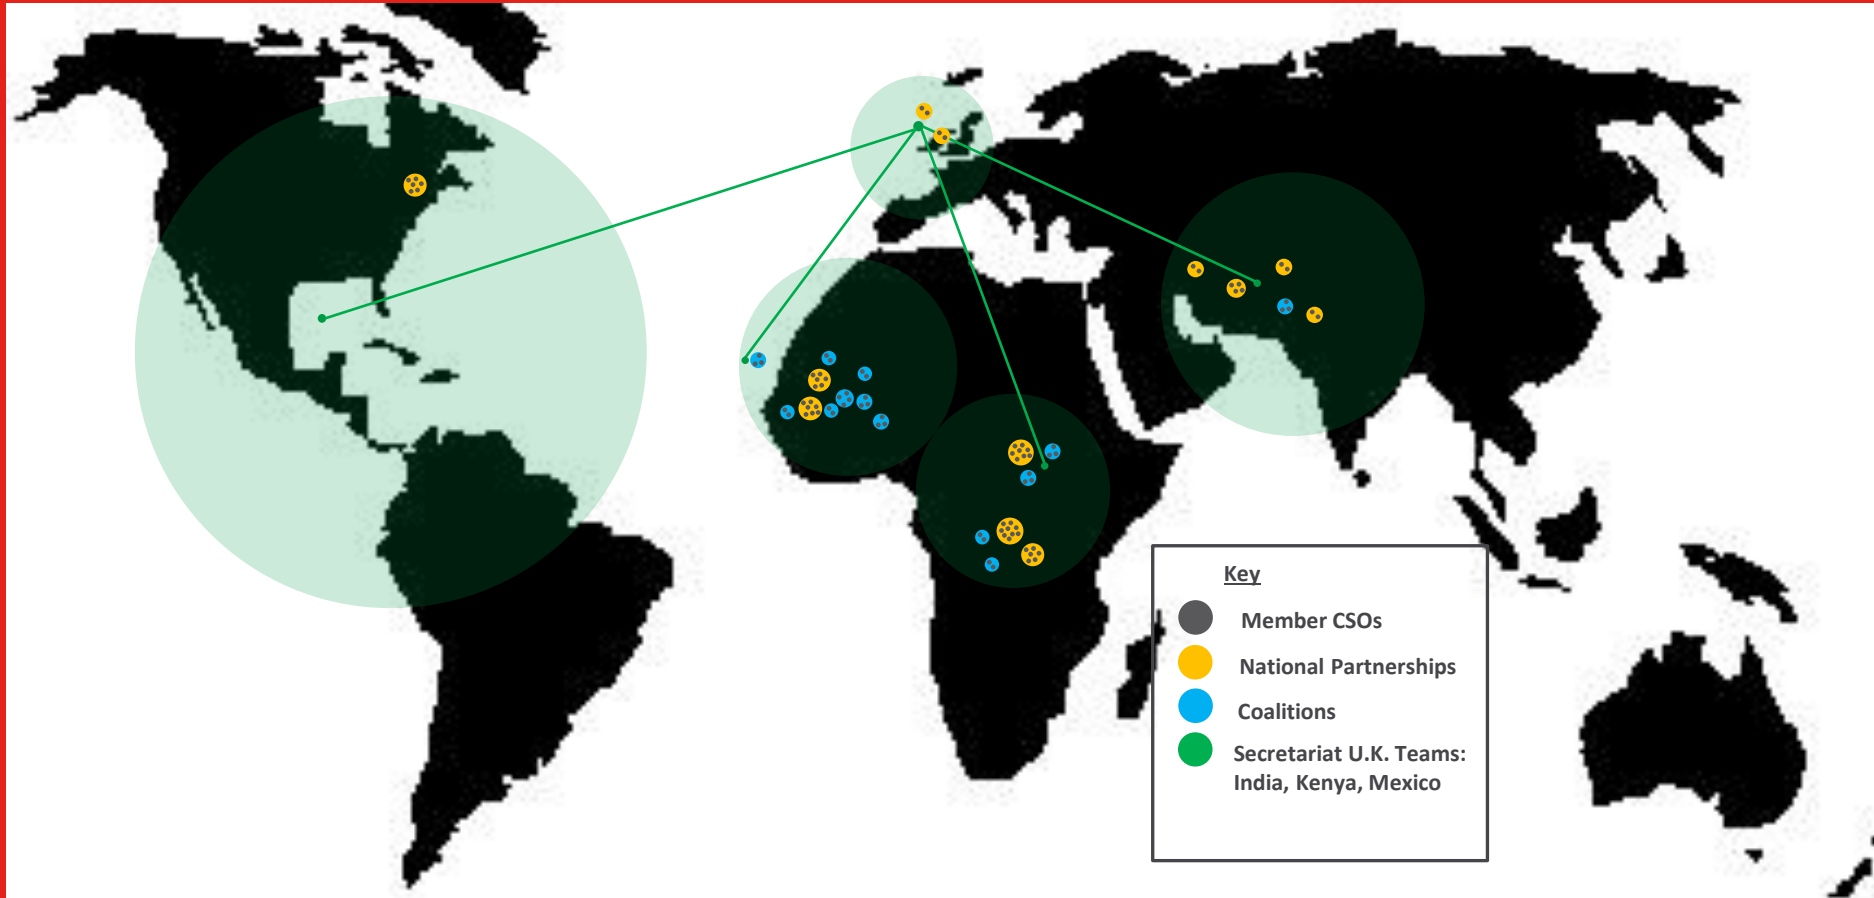 Key
Member CSOs
National Partnerships
Coalitions
Secretariat U.K. Teams:
India, Kenya, Mexico